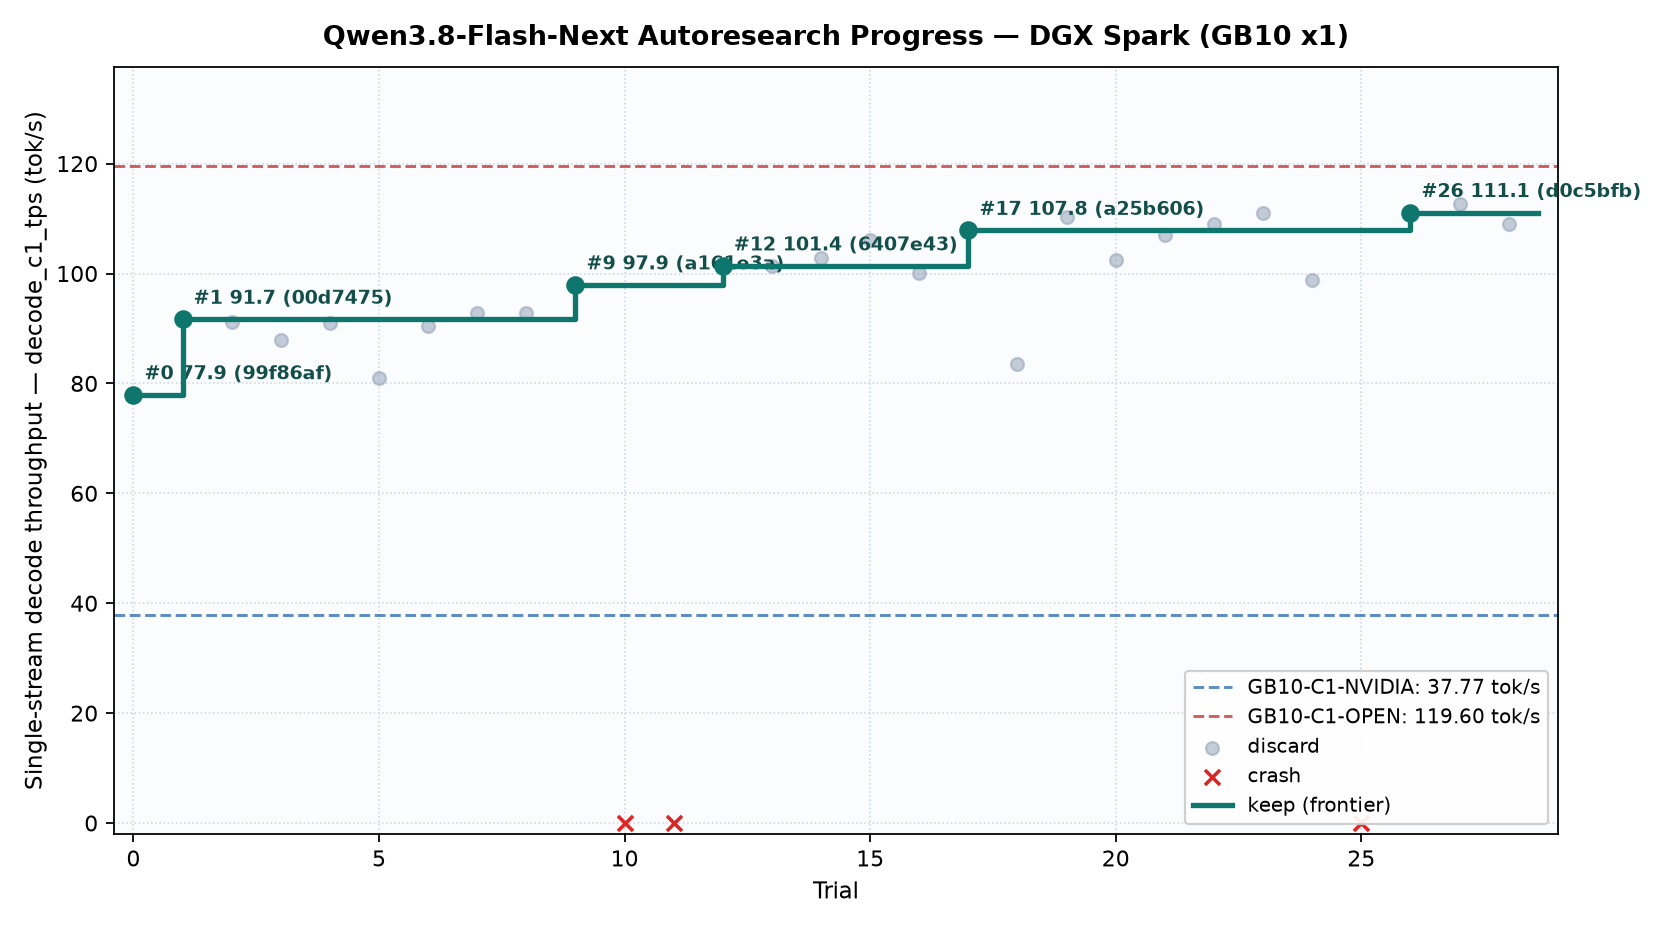 Qwen3.8-Flash-Next Autoresearch Progress — DGX Spark (GB10 x1)
Single-stream decode throughput — decode_c1_tps (tok/s)
120
100
80
60
40
20
0
#26 111.1 (d0c5bfb)
#17 107.8 (a25b606)
#12 101.4 (6407e43)
#9 97.9
#1 91.7 (00d7475)
#0 77.9 (99f86af)
GB10-C1-NVIDIA: 37.77 tok/s
GB10-C1-OPEN: 119.60 tok/s
discard
crash
keep (frontier)
0 5 10 15 20 25
Trial